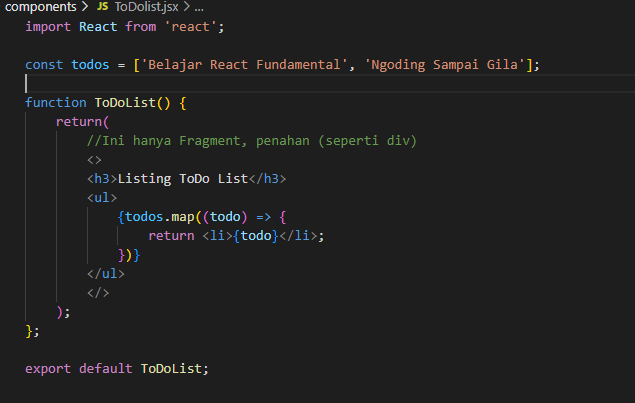 components > JS ToDolist.jsx > ...
import React from 'react';
const todos = ['Belajar React Fundamental', 'Ngoding Sampai Gila'];
function ToDoList() {
return(
//Ini hanya Fragment, penahan (seperti div)
<>
<h3>Listing ToDo List</h3>
<ul>
{todos.map((todo) => {
return <li>{todo}</li>;
})}
</ul>
</>
);
};
export default ToDoList;